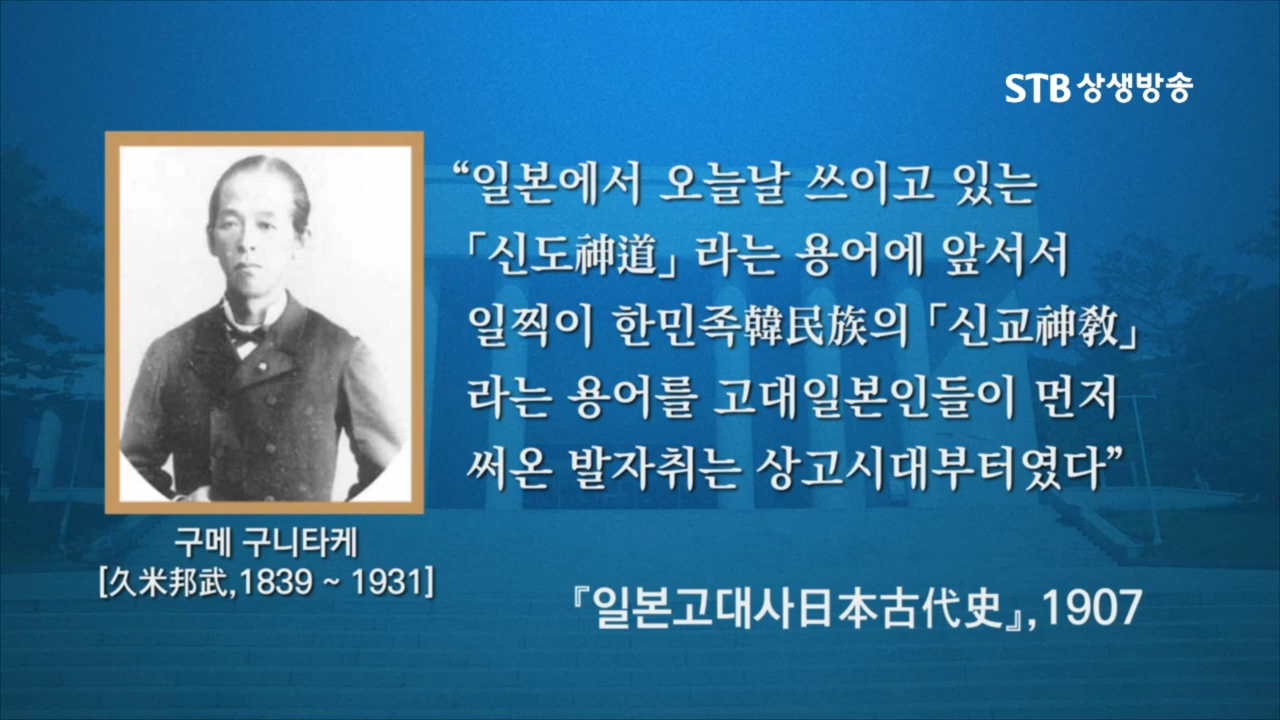 STB 상생방송
“일본에서 오늘날 쓰이고 있는
「신도神道」 라는 용어에 앞서서
일찍이 한민족韓民族의 「신교神敎」
라는 용어를 고대일본인들이 먼저
써온 발자취는 상고시대부터였다”
구메 구니타케
[久米邦武,1839 ~ 1931]
『일본고대사日本古代史』,1907